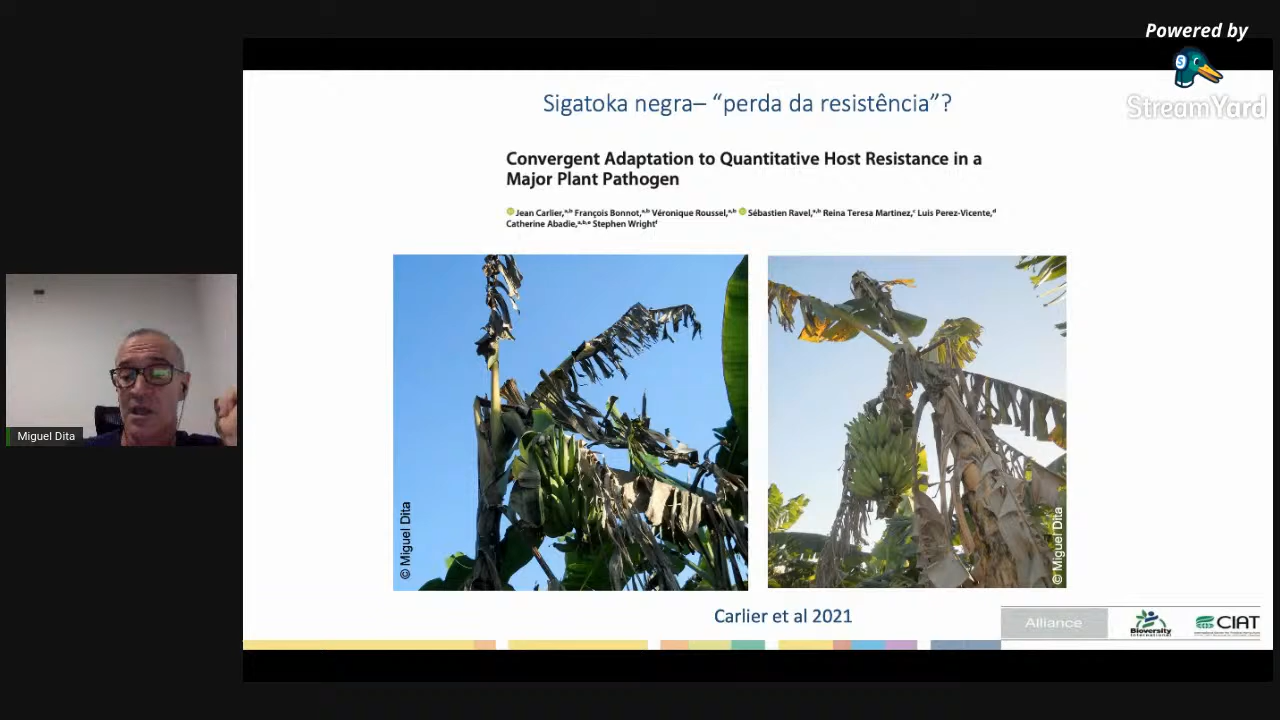 Powered by
S
StreamYard
Sigatoka negra– “perda da resistência”?
Convergent Adaptation to Quantitative Host Resistance in a
Major Plant Pathogen
Jean Carlier,a,b François Bonnot,a,b Véronique Roussel,a,b Sébastien Ravel,a,b Reina Teresa Martinez,c Luis Perez-Vicente,d
Catherine Abadie,a,b,e Stephen Wrightf
© Miguel Dita
© Miguel Dita
Miguel Dita
Carlier et al 2021
Alliance
Bioversity
International
CIAT